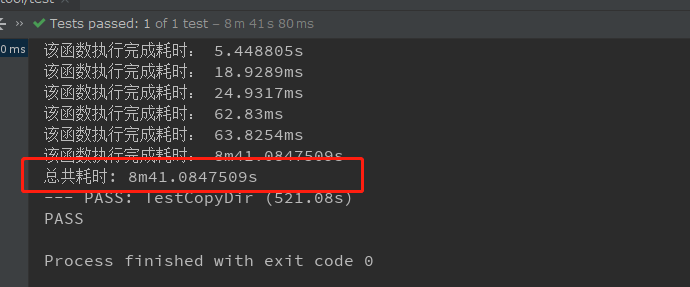 tool/test ×
Tests passed: 1 of 1 test – 8 m 41 s 80 ms
0 ms
该函数执行完成耗时： 5.448805s
该函数执行完成耗时： 18.9289ms
该函数执行完成耗时： 24.9317ms
该函数执行完成耗时： 62.83ms
该函数执行完成耗时： 63.8254ms
该函数执行完成耗时： 8m41.0847509s
总共耗时: 8m41.0847509s
--- PASS: TestCopyDir (521.08s)
PASS
Process finished with exit code 0